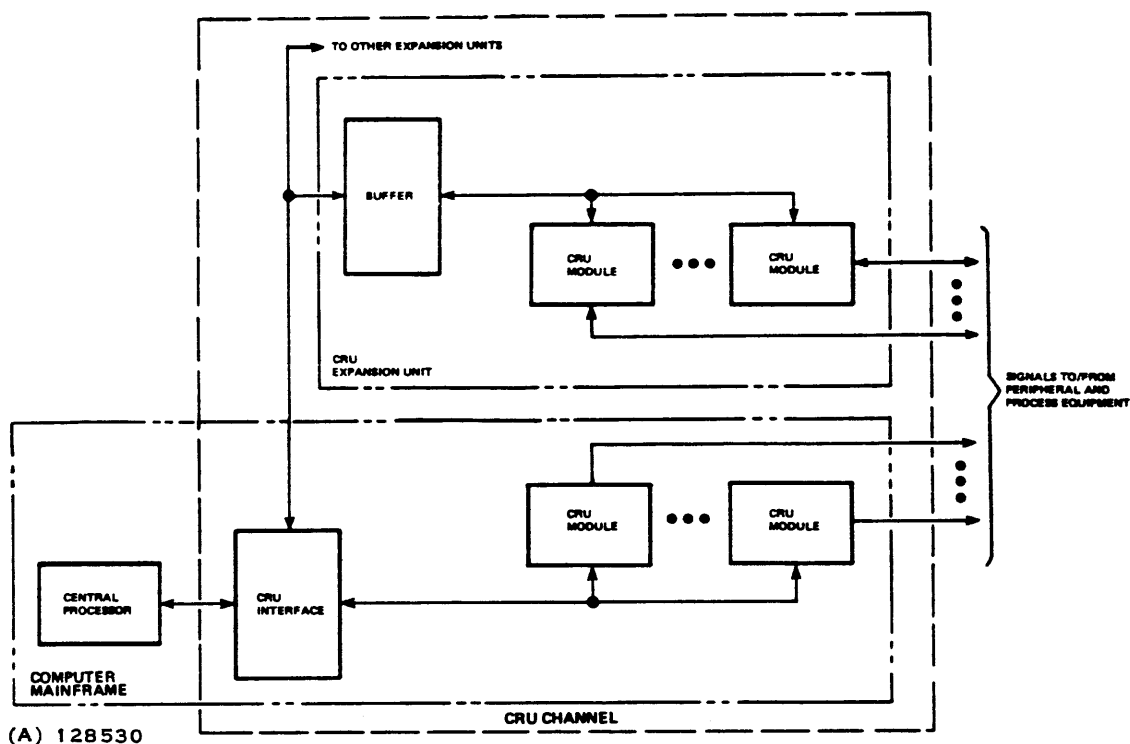 TO OTHER EXPANSION UNITS
BUFFER
CRU
MODULE
CRU
MODULE
CRU
EXPANSION UNIT
SIGNALS TO/FROM
PERIPHERAL AND
PROCESS EQUIPMENT
CRU
MODULE
CRU
MODULE
CENTRAL
PROCESSOR
CRU
INTERFACE
COMPUTER
MAINFRAME
CRU CHANNEL
(A) 128530